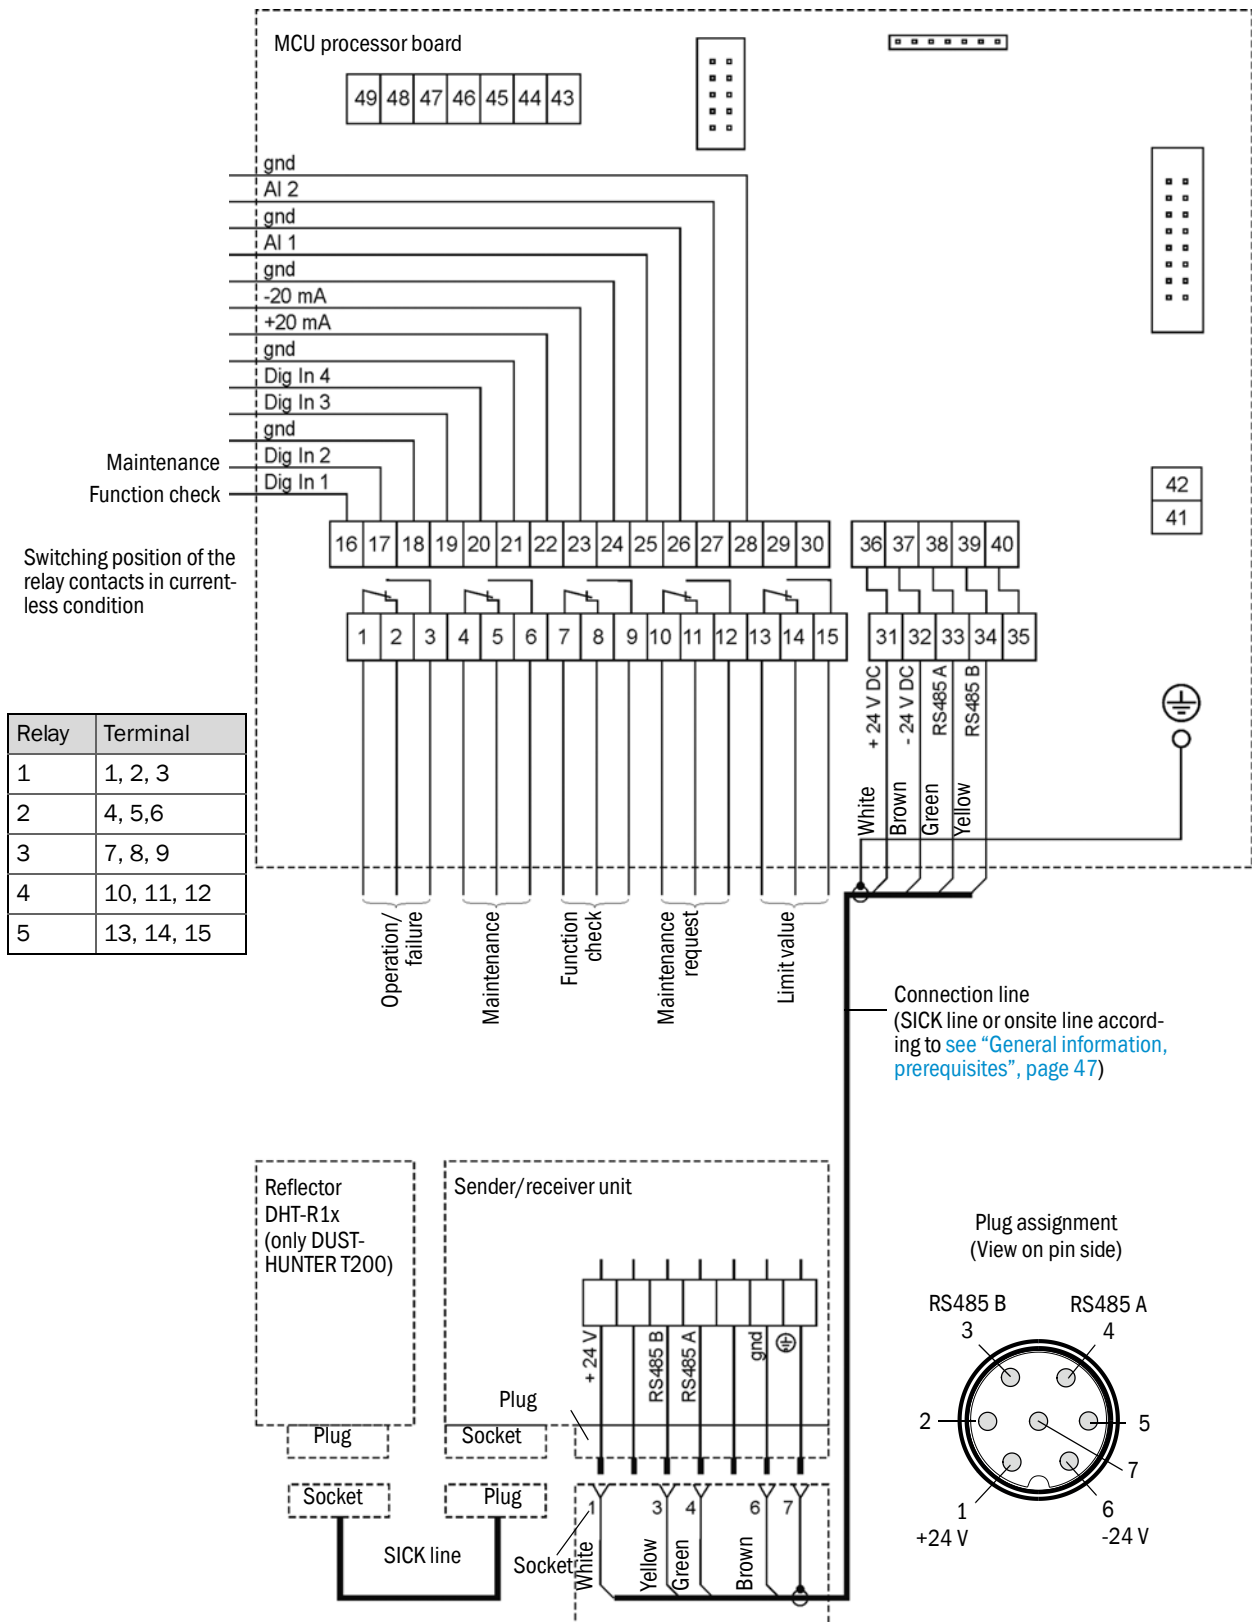 MCU processor board
49 48 47 46 45 44 43
gnd
AI 2
gnd
AI 1
gnd
-20 mA
+20 mA
gnd
Dig In 4
Dig In 3
gnd
Maintenance Dig In 2
Function check Dig In 1
42
41
16 17 18 19 20 21 22 23 24 25 26 27 28 29 30 36 37 38 39 40
Switching position of the
relay contacts in current-
less condition
1 2 3 4 5 6 7 8 9 10 11 12 13 14 15 31 32 33 34 35
+ 24 V DC
- 24 V DC
RS485 A
RS485 B
White
Brown
Green
Yellow
Relay Terminal
1 1, 2, 3
2 4, 5,6
3 7, 8, 9
4 10, 11, 12
5 13, 14, 15
Operation/
failure
Maintenance
Function
check
Maintenance
request
Limit value
Connection line
(SICK line or onsite line accord-
ing to see “General information,
prerequisites”, page 47)
Reflector
DHT-R1x
(only DUST-
HUNTER T200)
Sender/receiver unit
+ 24 V
RS485 B
RS485 A
gnd
Plug
Plug
Socket
Socket
Plug
SICK line
Socket
1 3 4 6 7
White
Yellow
Green
Brown
Plug assignment
(View on pin side)
RS485 B RS485 A
3 4
2 5
7
1 6
+24 V -24 V